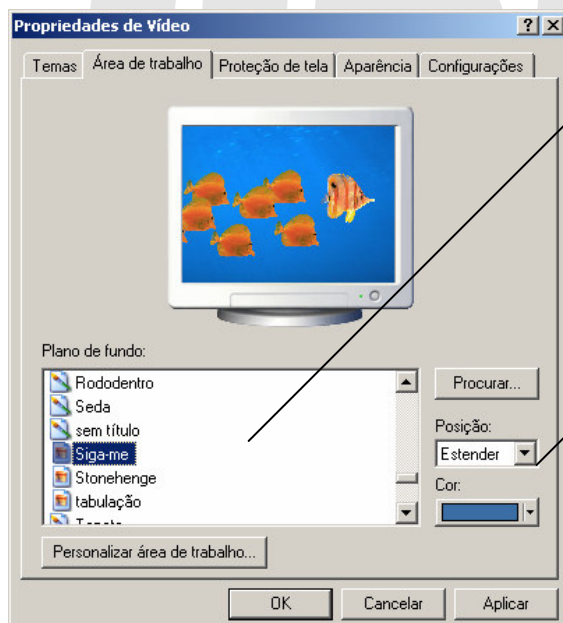 Propriedades de Vídeo
Temas Área de trabalho Proteção de tela Aparência Configurações
Plano de fundo:
Rododentro
Seda
sem título
Siga-me
Stonehenge
tabulação
Procurar...
Posição:
Estender
Cor:
Personalizar área de trabalho...
OK Cancelar Aplicar